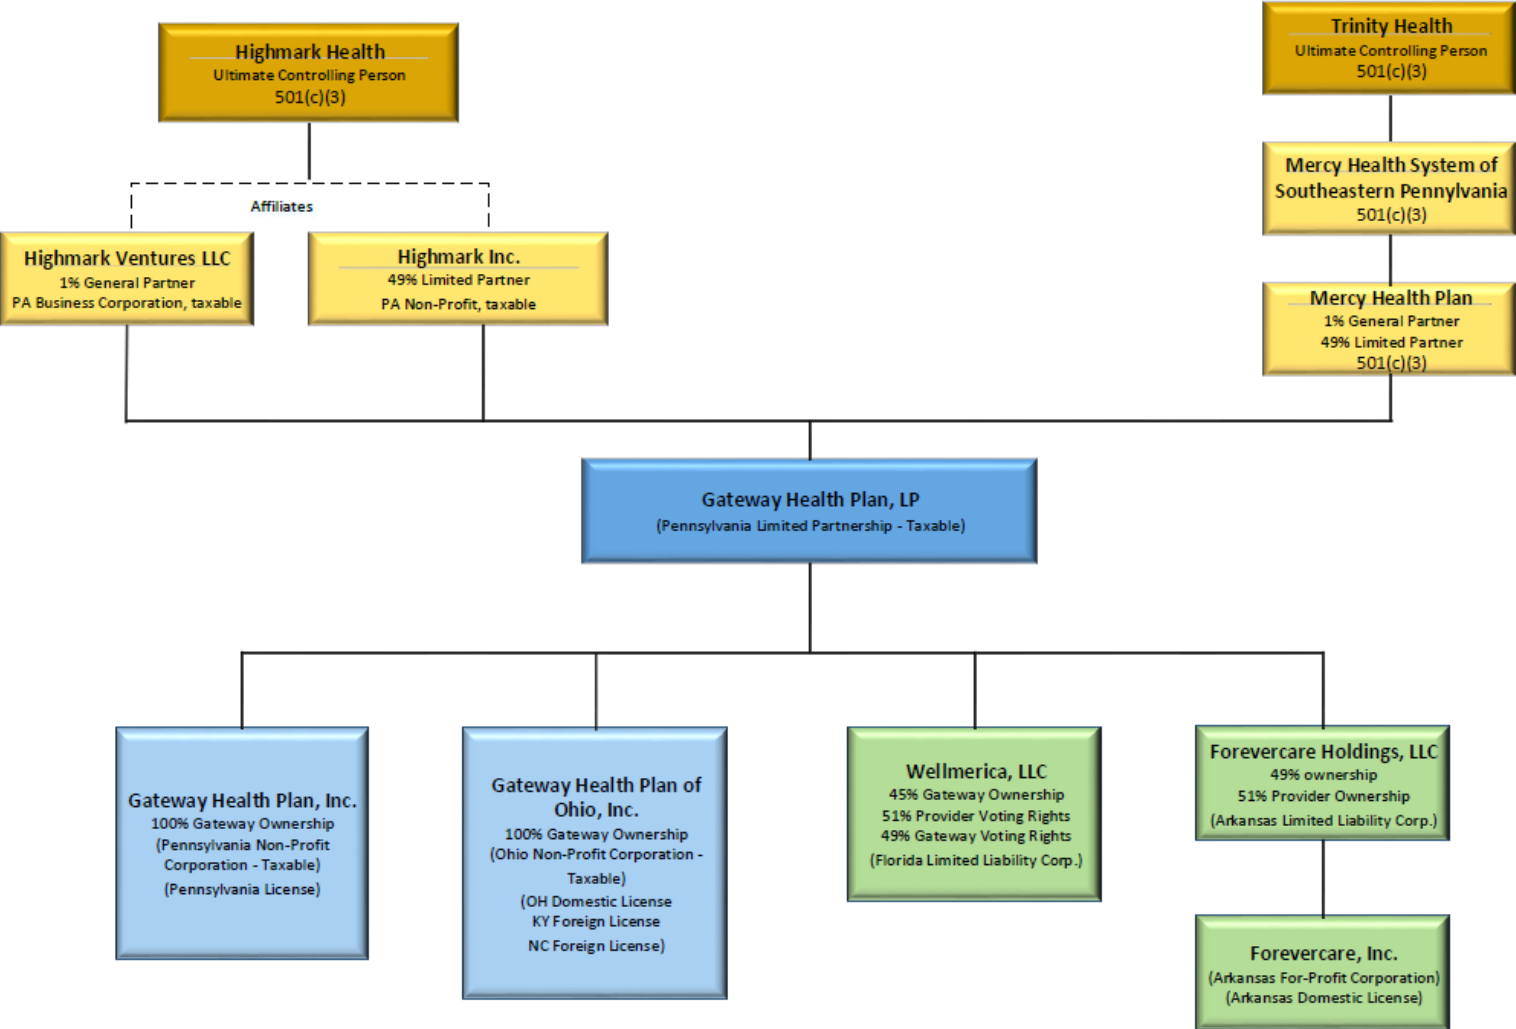 Highmark Health
Ultimate Controlling Person
501(c)(3)
Trinity Health
Ultimate Controlling Person
501(c)(3)
Mercy Health System of
Southeastern Pennsylvania
501(c)(3)
Affiliates
Highmark Ventures LLC
1% General Partner
PA Business Corporation, taxable
Highmark Inc.
49% Limited Partner
PA Non-Profit, taxable
Mercy Health Plan
1% General Partner
49% Limited Partner
501(c)(3)
Gateway Health Plan, LP
(Pennsylvania Limited Partnership - Taxable)
Gateway Health Plan, Inc.
100% Gateway Ownership
(Pennsylvania Non-Profit
Corporation - Taxable)
(Pennsylvania License)
Gateway Health Plan of
Ohio, Inc.
100% Gateway Ownership
(Ohio Non-Profit Corporation -
Taxable)
(OH Domestic License
KY Foreign License
NC Foreign License)
Wellmerica, LLC
45% Gateway Ownership
51% Provider Voting Rights
49% Gateway Voting Rights
(Florida Limited Liability Corp.)
Forevercare Holdings, LLC
49% ownership
51% Provider Ownership
(Arkansas Limited Liability Corp.)
Forevercare, Inc.
(Arkansas For-Profit Corporation)
(Arkansas Domestic License)